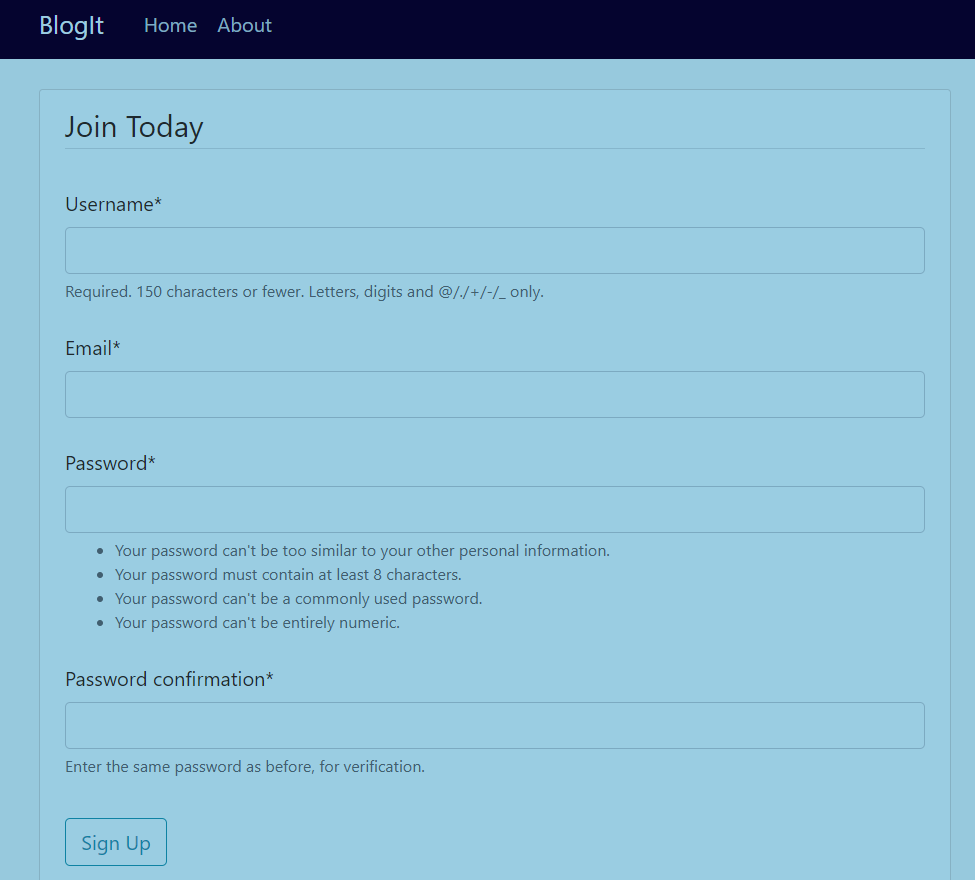 BlogIt Home About
Join Today
Username*
Required. 150 characters or fewer. Letters, digits and @/./+/-/_ only.
Email*
Password*
Your password can't be too similar to your other personal information.
Your password must contain at least 8 characters.
Your password can't be a commonly used password.
Your password can't be entirely numeric.
Password confirmation*
Enter the same password as before, for verification.
Sign Up